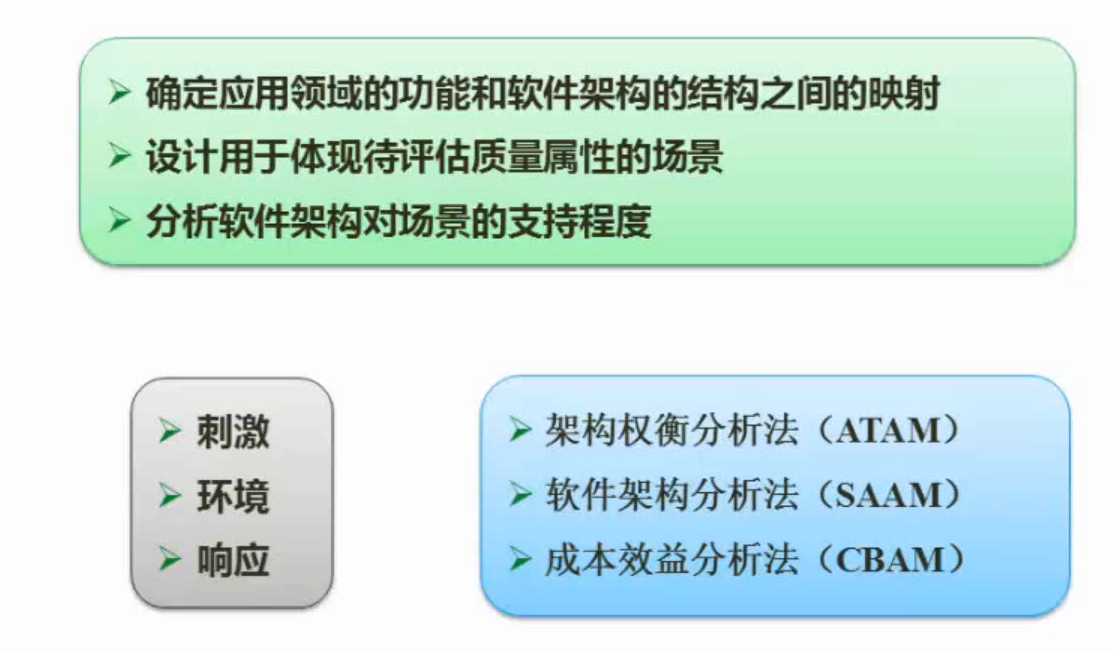 确定应用领域的功能和软件架构的结构之间的映射
设计用于体现待评估质量属性的场景
分析软件架构对场景的支持程度
刺激
环境
响应
架构权衡分析法（ATAM）
软件架构分析法（SAAM）
成本效益分析法（CBAM）